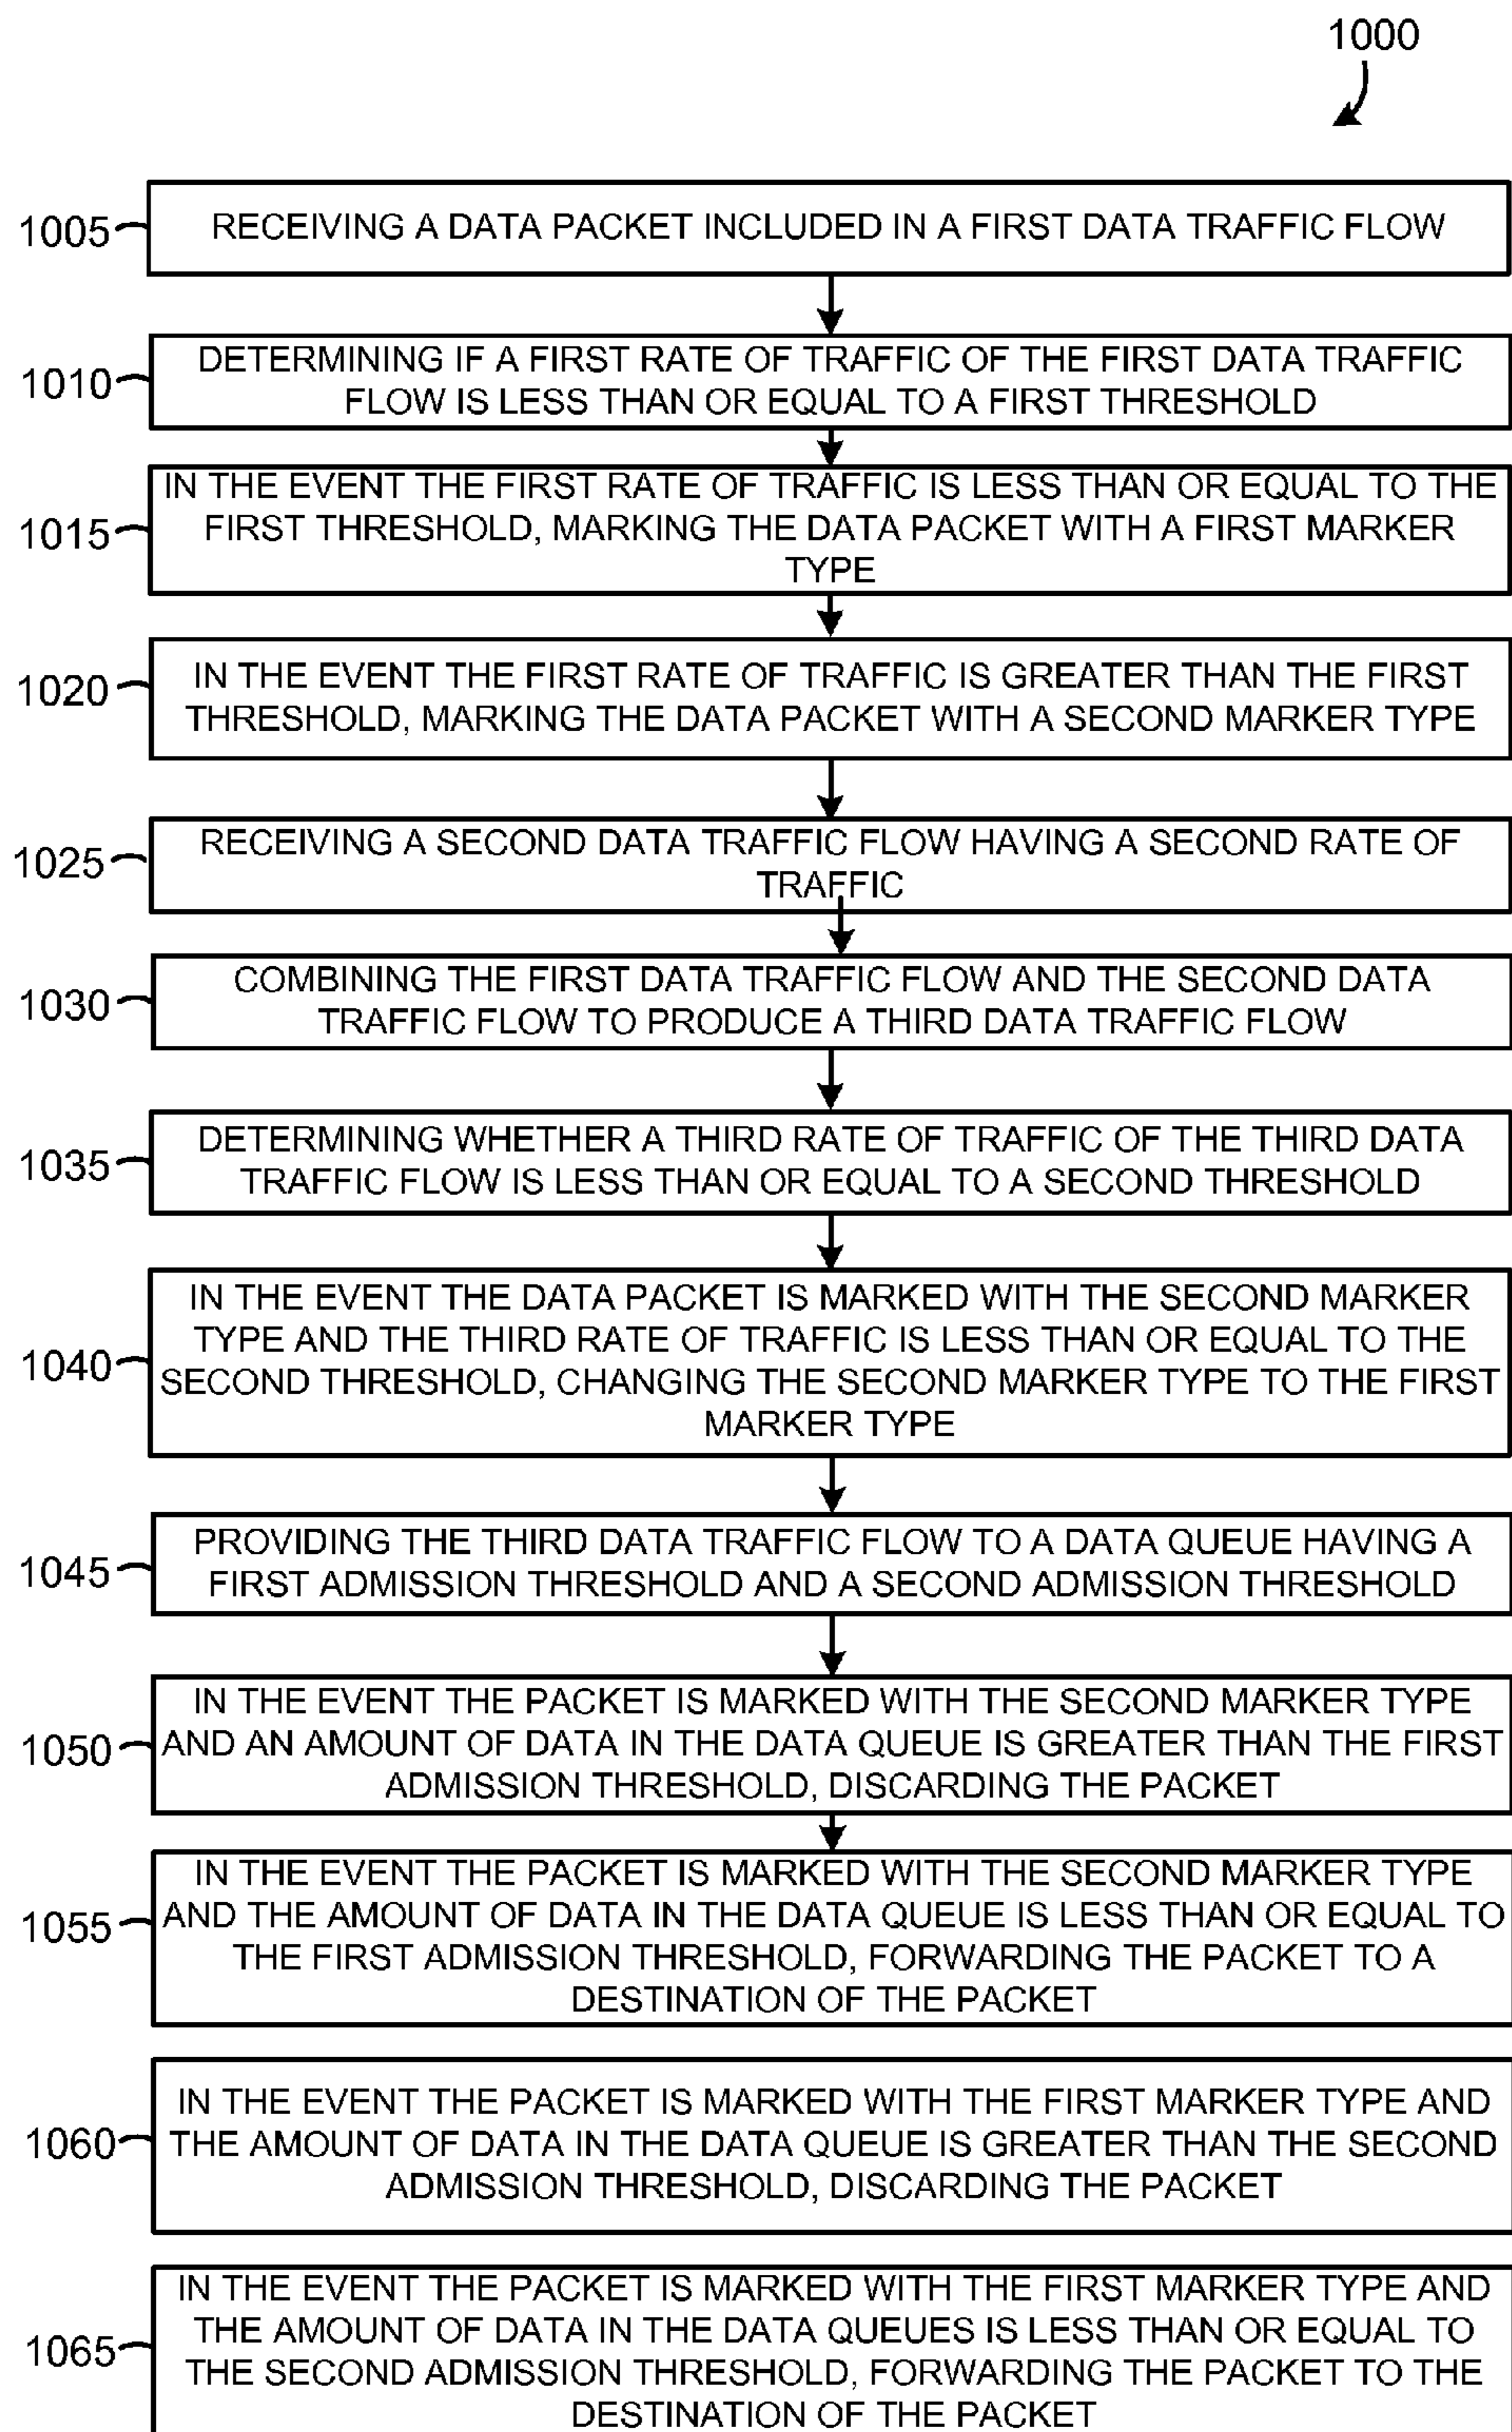 1000
1005
RECEIVING A DATA PACKET INCLUDED IN A FIRST DATA TRAFFIC FLOW
1010
DETERMINING IF A FIRST RATE OF TRAFFIC OF THE FIRST DATA TRAFFIC
FLOW IS LESS THAN OR EQUAL TO A FIRST THRESHOLD
1015
IN THE EVENT THE FIRST RATE OF TRAFFIC IS LESS THAN OR EQUAL TO THE
FIRST THRESHOLD, MARKING THE DATA PACKET WITH A FIRST MARKER
TYPE
1020
IN THE EVENT THE FIRST RATE OF TRAFFIC IS GREATER THAN THE FIRST
THRESHOLD, MARKING THE DATA PACKET WITH A SECOND MARKER TYPE
1025
RECEIVING A SECOND DATA TRAFFIC FLOW HAVING A SECOND RATE OF
TRAFFIC
1030
COMBINING THE FIRST DATA TRAFFIC FLOW AND THE SECOND DATA
TRAFFIC FLOW TO PRODUCE A THIRD DATA TRAFFIC FLOW
1035
DETERMINING WHETHER A THIRD RATE OF TRAFFIC OF THE THIRD DATA
TRAFFIC FLOW IS LESS THAN OR EQUAL TO A SECOND THRESHOLD
1040
IN THE EVENT THE DATA PACKET IS MARKED WITH THE SECOND MARKER
TYPE AND THE THIRD RATE OF TRAFFIC IS LESS THAN OR EQUAL TO THE
SECOND THRESHOLD, CHANGING THE SECOND MARKER TYPE TO THE FIRST
MARKER TYPE
1045
PROVIDING THE THIRD DATA TRAFFIC FLOW TO A DATA QUEUE HAVING A
FIRST ADMISSION THRESHOLD AND A SECOND ADMISSION THRESHOLD
1050
IN THE EVENT THE PACKET IS MARKED WITH THE SECOND MARKER TYPE
AND AN AMOUNT OF DATA IN THE DATA QUEUE IS GREATER THAN THE FIRST
ADMISSION THRESHOLD, DISCARDING THE PACKET
1055
IN THE EVENT THE PACKET IS MARKED WITH THE SECOND MARKER TYPE
AND THE AMOUNT OF DATA IN THE DATA QUEUE IS LESS THAN OR EQUAL TO
THE FIRST ADMISSION THRESHOLD, FORWARDING THE PACKET TO A
DESTINATION OF THE PACKET
1060
IN THE EVENT THE PACKET IS MARKED WITH THE FIRST MARKER TYPE AND
THE AMOUNT OF DATA IN THE DATA QUEUE IS GREATER THAN THE SECOND
ADMISSION THRESHOLD, DISCARDING THE PACKET
1065
IN THE EVENT THE PACKET IS MARKED WITH THE FIRST MARKER TYPE AND
THE AMOUNT OF DATA IN THE DATA QUEUES IS LESS THAN OR EQUAL TO
THE SECOND ADMISSION THRESHOLD, FORWARDING THE PACKET TO THE
DESTINATION OF THE PACKET